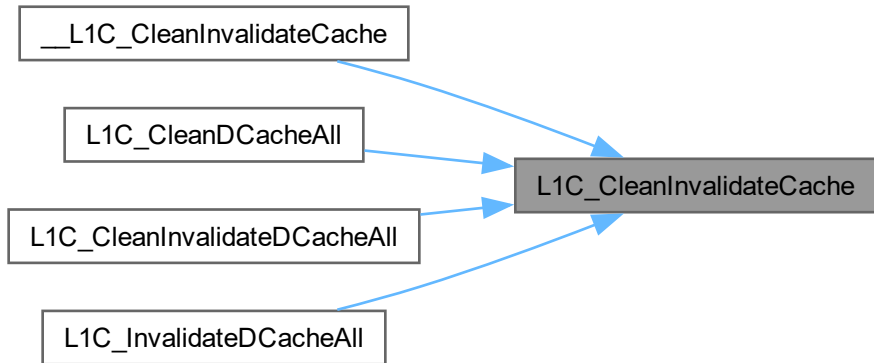 __L1C_CleanInvalidateCache
L1C_CleanDCacheAll
L1C_CleanInvalidateCache
L1C_CleanInvalidateDCacheAll
L1C_InvalidateDCacheAll